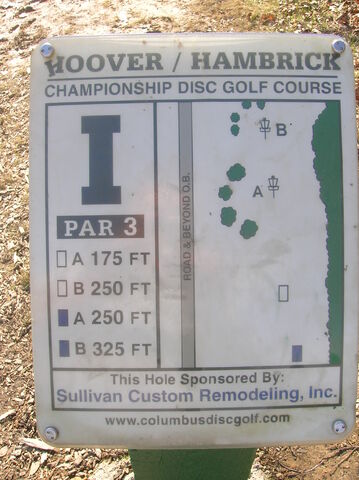 HOOVER / HAMBRICK
CHAMPIONSHIP DISC GOLF COURSE
I
PAR 3
A 175 FT
B 250 FT
A 250 FT
B 325 FT
ROAD & BEYOND O.B.
B
A
This Hole Sponsored By:
Sullivan Custom Remodeling, Inc.
www.columbusdiscgolf.com